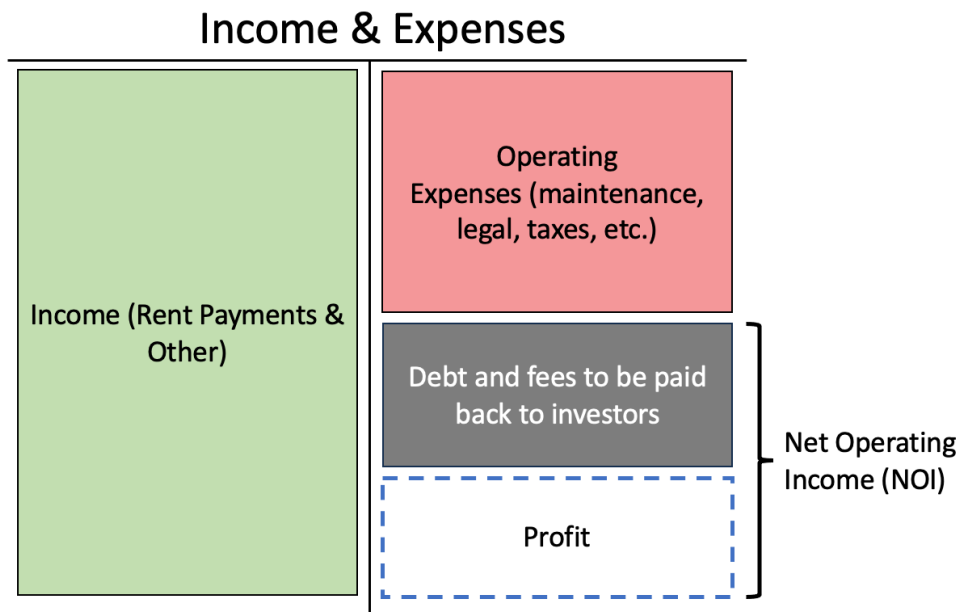 Income & Expenses
Income (Rent Payments &
Other)
Operating
Expenses (maintenance,
legal, taxes, etc.)
Debt and fees to be paid
back to investors
Profit
Net Operating
Income (NOI)